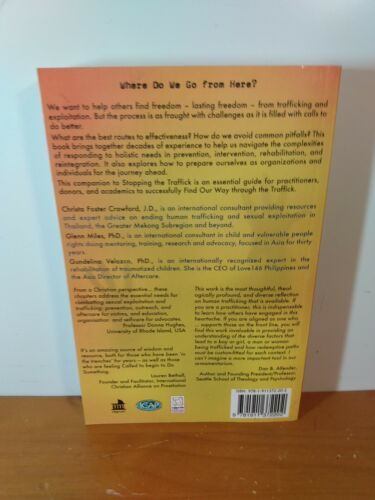 Where Do We Go from Here?
We want to help others find freedom – lasting freedom – from trafficking and
exploitation. But the process is as fraught with challenges as it is filled with calls to
do better.
What are the best routes to effectiveness? How do we avoid common pitfalls? This
book brings together decades of experience to help us navigate the complexities
of responding to holistic needs in prevention, intervention, rehabilitation, and
reintegration. It also explores how to prepare ourselves as organizations and
individuals for the journey ahead.
This companion to Stopping the Traffick is an essential guide for practitioners,
donors, and academics to successfully Find Our Way through the Traffick.
Christa Foster Crawford, J.D., is an international consultant providing resources
and expert advice on ending human trafficking and sexual exploitation in
Thailand, the Greater Mekong Subregion and beyond.
Glenn Miles, PhD., is an international consultant in child and vulnerable people
rights doing mentoring, training, research and advocacy, focused in Asia for thirty
years.
Gundelina Velazco, PhD., is an internationally recognized expert in the
rehabilitation of traumatized children. She is the CEO of Love146 Philippines and
the Asia Director of Aftercare.
From a Christian perspective... these
chapters address the essential needs for
combatting sexual exploitation and
trafficking; prevention, research, and
aftercare for victims, and education,
organisation and selfcare for advocates.
Professor Donna Hughes,
University of Rhode Island, USA
It's an amazing source of wisdom and
resource, both for those who have been 'in
the trenches' for years – as well as those
who are feeling Called to begin to Do
Something.
Lauren Bethell,
Founder and Facilitator, International
Christian Alliance on Prostitution
This work is the most thoughtful, theol-
ogically profound, and diverse reflection
on human trafficking that is available. If
you are a practitioner, this is indispensable
to learn how others have engaged in this
heartache. If you are aligned as one who
... supports those on the front line, you will
find this work invaluable in providing an
understanding of the diverse factors that
lead to a boy or girl, a man or woman
being trafficked and how redemptive paths
must be custom-fitted for each context. I
can't imagine a more important tool in our
armamentarium.
Dan B. Allender,
Author and Founding President/Professor,
Seattle School of Theology and Psychology
ICAP